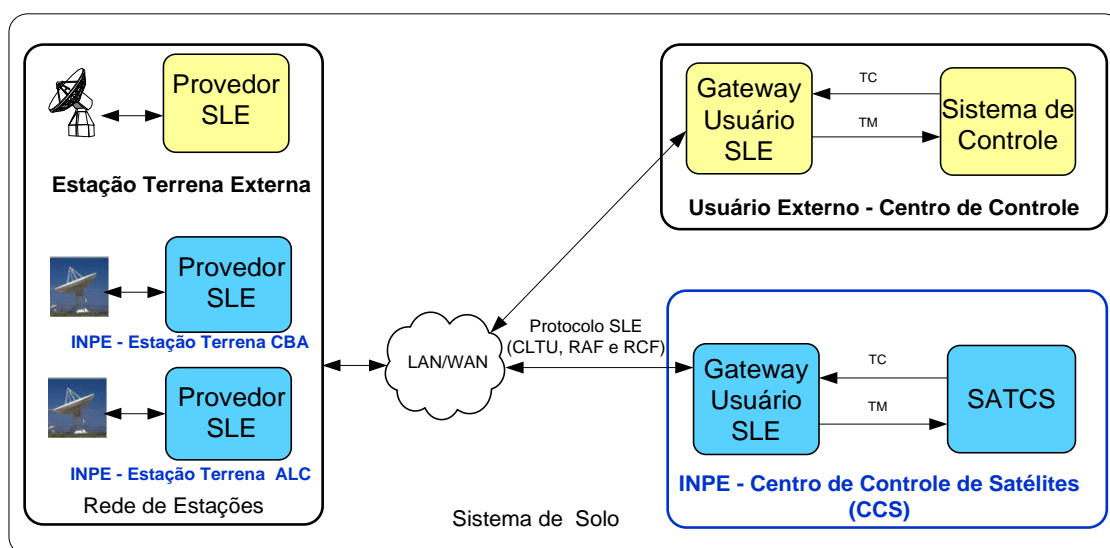 Provedor
SLE
Estação Terrena Externa
Provedor
SLE
INPE - Estação Terrena CBA
Provedor
SLE
INPE - Estação Terrena ALC
Rede de Estações
LAN/WAN
Protocolo SLE
(CLTU, RAF e RCF)
Sistema de Solo
Gateway
Usuário
SLE
TC
TM
Sistema de
Controle
Usuário Externo - Centro de Controle
Gateway
Usuário
SLE
TC
TM
SATCS
INPE - Centro de Controle de Satélites
(CCS)